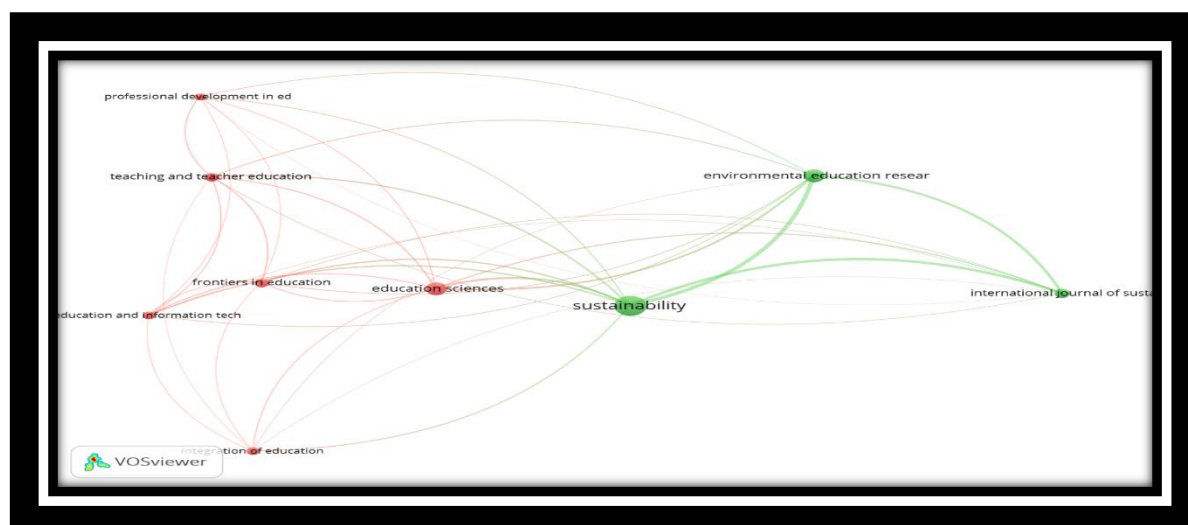 professional development in ed
teaching and teacher education
environmental education resear
frontiers in education
education sciences
international journal of susta
sustainability
education and information tech
integration of education
VOSviewer